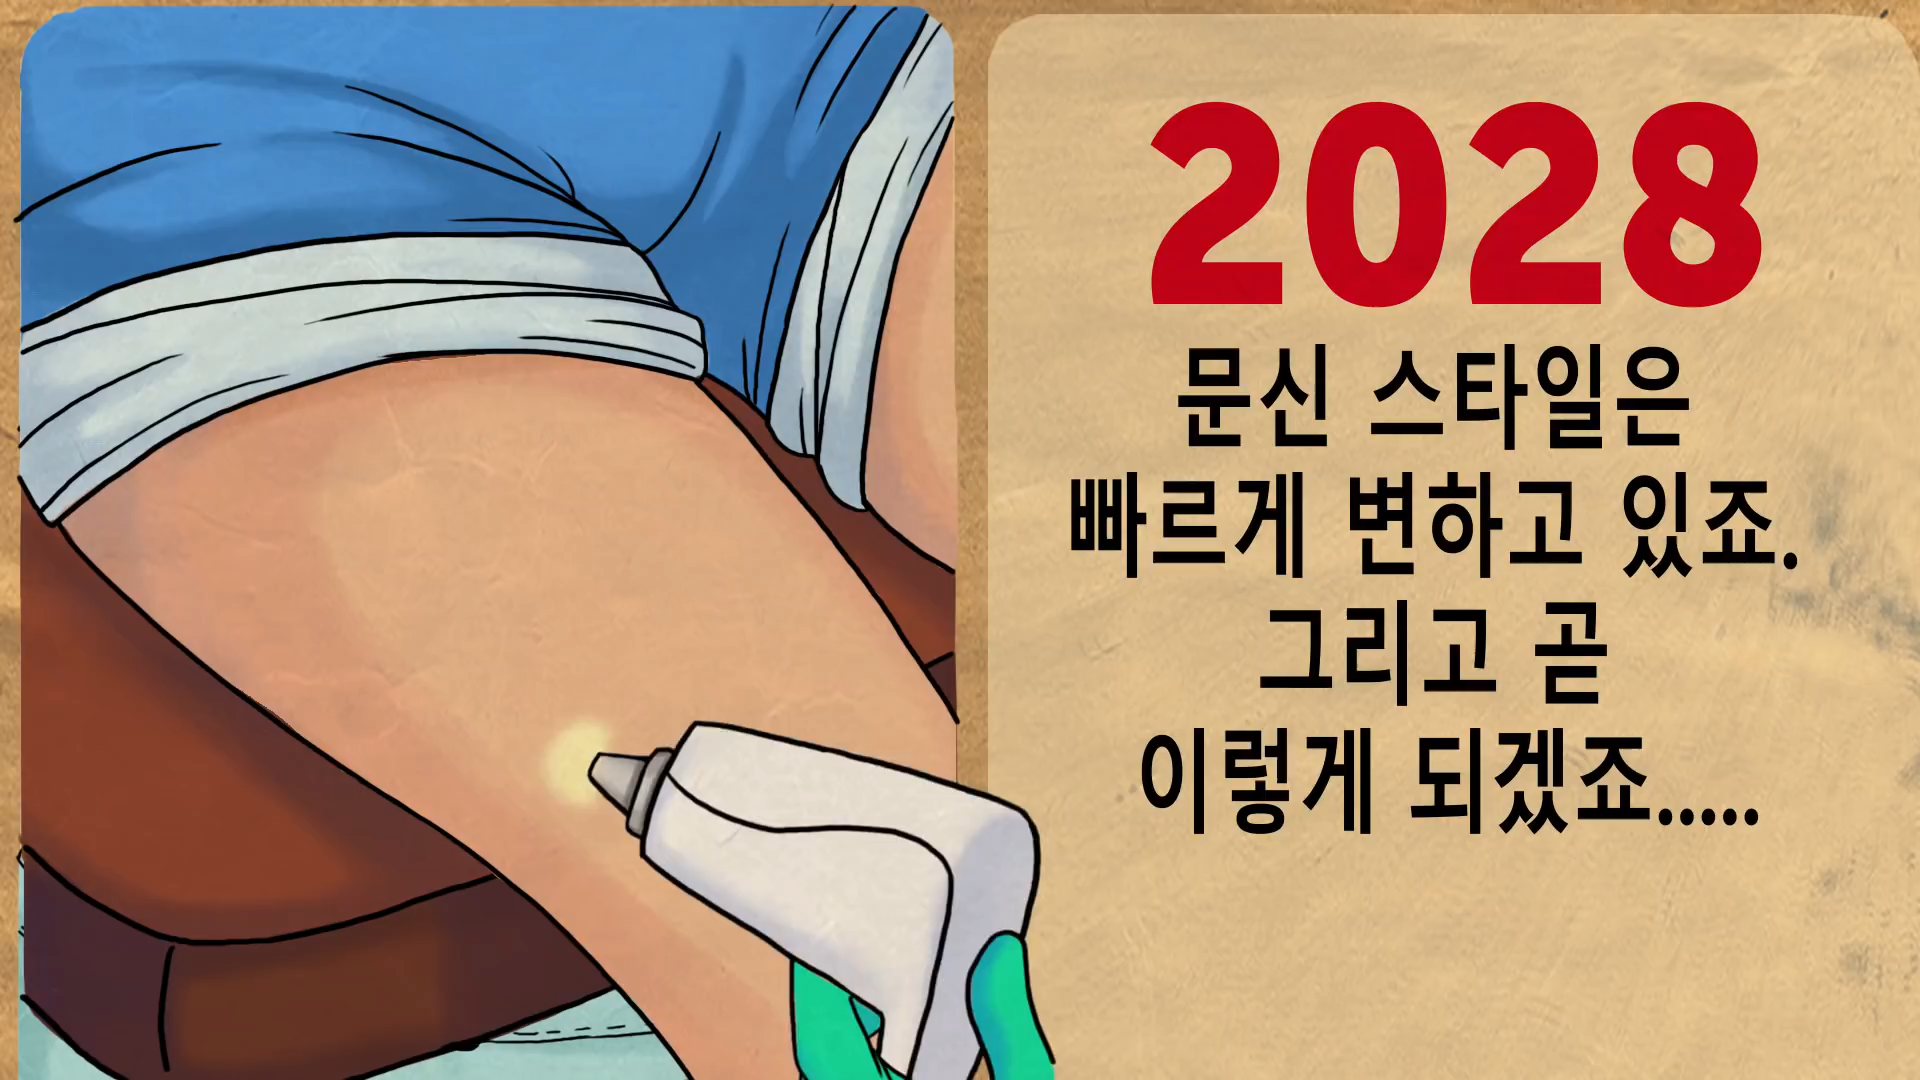 2028
문신 스타일은
빠르게 변하고 있죠.
그리고 곧
이렇게 되겠죠.....